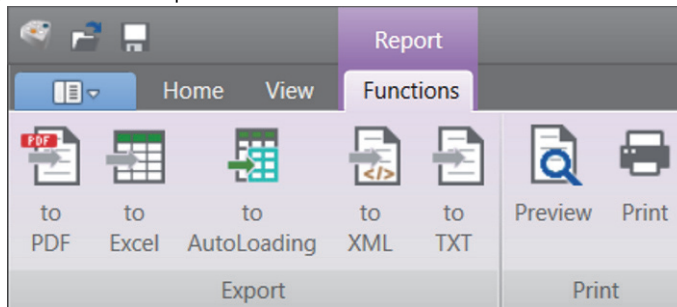 Report
Home View Functions
PDF
</>
to PDF
to Excel
to AutoLoading
to XML
to TXT
Preview
Print
Export
Print